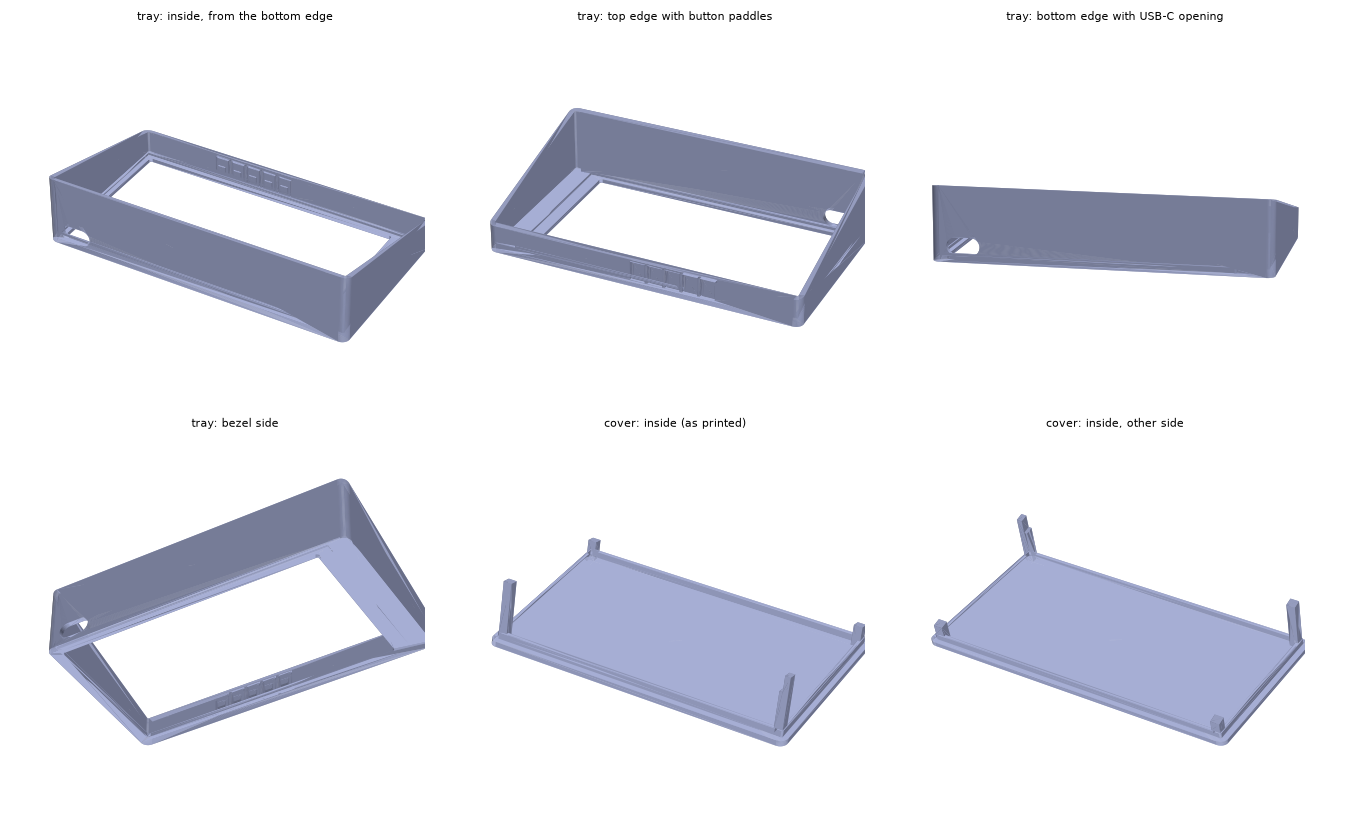 tray: inside, from the bottom edge
tray: top edge with button paddles
tray: bottom edge with USB-C opening
tray: bezel side
cover: inside (as printed)
cover: inside, other side